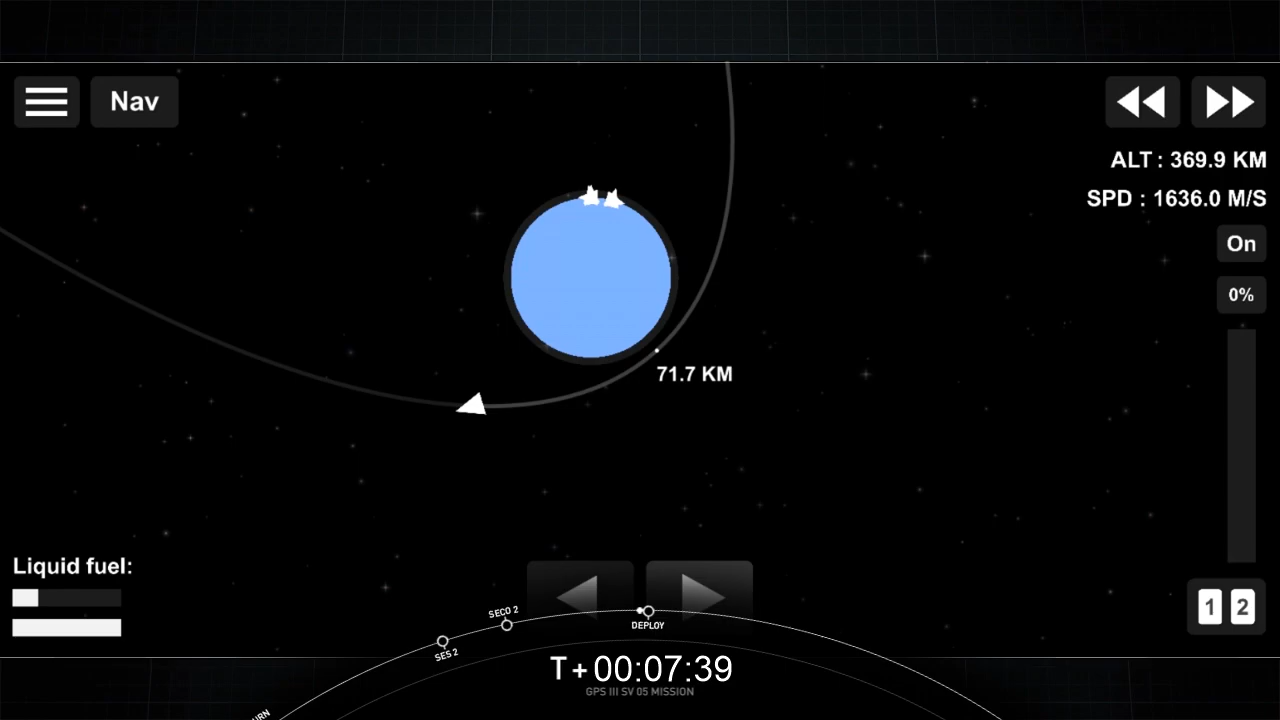 Nav
ALT : 369.9 KM
SPD : 1636.0 M/S
On
0%
71.7 KM
Liquid fuel:
1 2
SECO 2
SES 2
DEPLOY
T+00:07:39
GPS III SV 05 MISSION